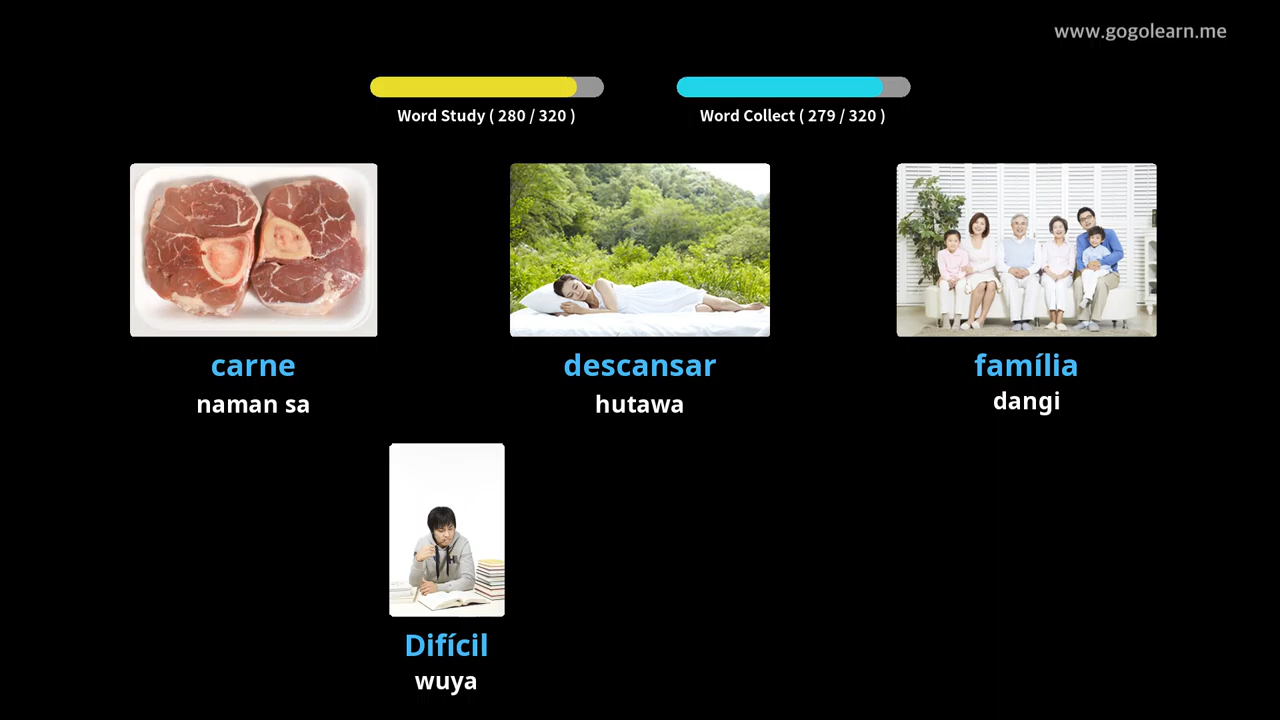 www.gogolearn.me
Word Study ( 280 / 320 )
Word Collect ( 279 / 320 )
carne
naman sa
descansar
hutawa
família
dangi
Difícil
wuya